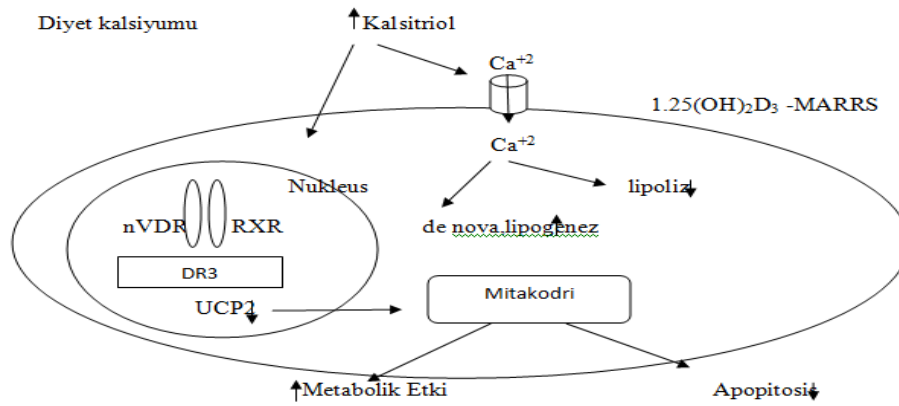 Diyet kalsiyumu
Kalsitriol
Ca+2
1.25(OH)2D3 -MARRS
Ca+2
Nukleus
lipoliz
nVDR
RXR
de nova lipogenez
DR3
Mitakodri
UCP2
Metabolik Etki
Apopitosis